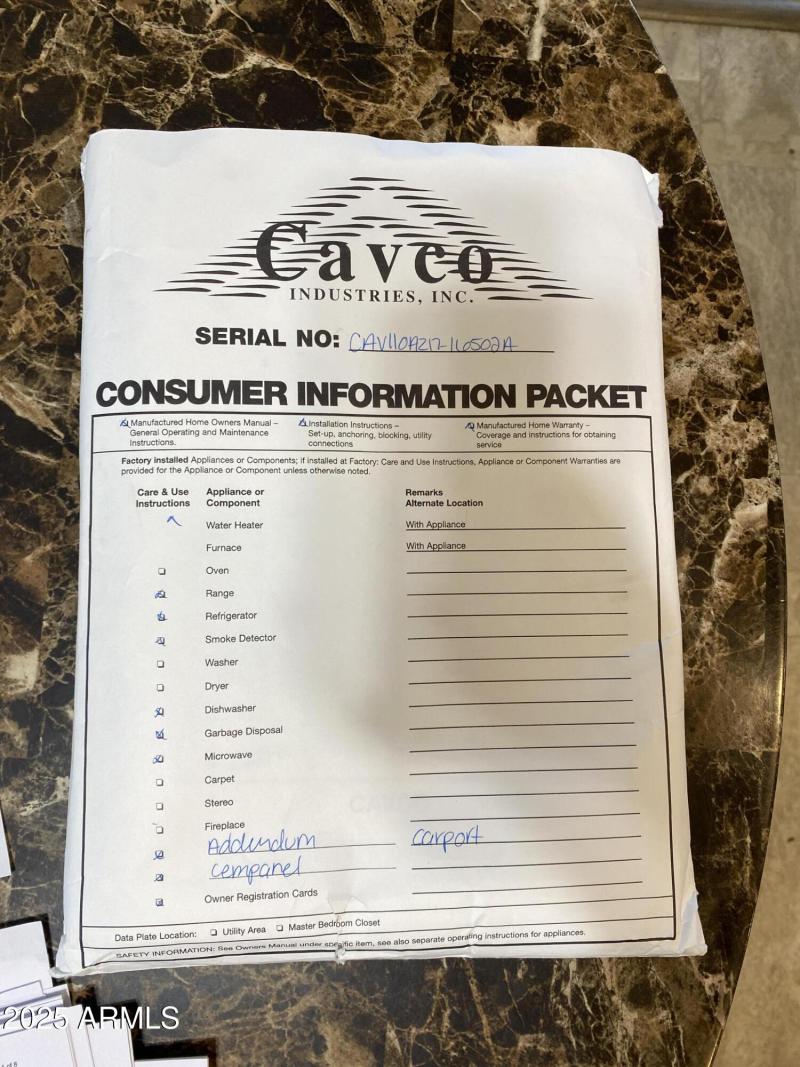 Cavco
INDUSTRIES, INC.
SERIAL NO: CAV110AZ17-16502A
CONSUMER INFORMATION PACKET
Manufactured Home Owners Manual –
General Operating and Maintenance
Instructions.
Installation Instructions –
Set-up, anchoring, blocking, utility
connections
Manufactured Home Warranty –
Coverage and instructions for obtaining
service
Factory installed Appliances or Components; if installed at Factory: Care and Use Instructions, Appliance or Component Warranties are
provided for the Appliance or Component unless otherwise noted.
Care & Use
Instructions
Appliance or
Component
Remarks
Alternate Location
Water Heater With Appliance
Furnace With Appliance
Oven
Range
Refrigerator
Smoke Detector
Washer
Dryer
Dishwasher
Garbage Disposal
Microwave
Carpet
Stereo
Fireplace
Addendum carport
cempanel
Owner Registration Cards
Data Plate Location: Utility Area Master Bedroom Closet
SAFETY INFORMATION: See Owners Manual under specific item, see also separate operating instructions for appliances.
2025 ARMLS